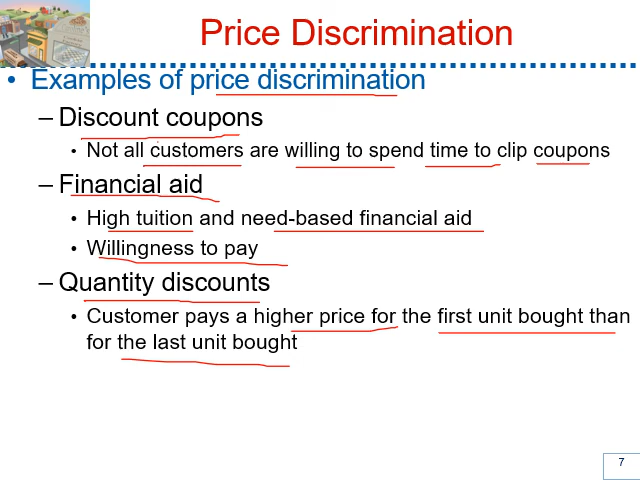 Price Discrimination
• Examples of price discrimination
– Discount coupons
• Not all customers are willing to spend time to clip coupons
– Financial aid
• High tuition and need-based financial aid
• Willingness to pay
– Quantity discounts
• Customer pays a higher price for the first unit bought than
for the last unit bought
7